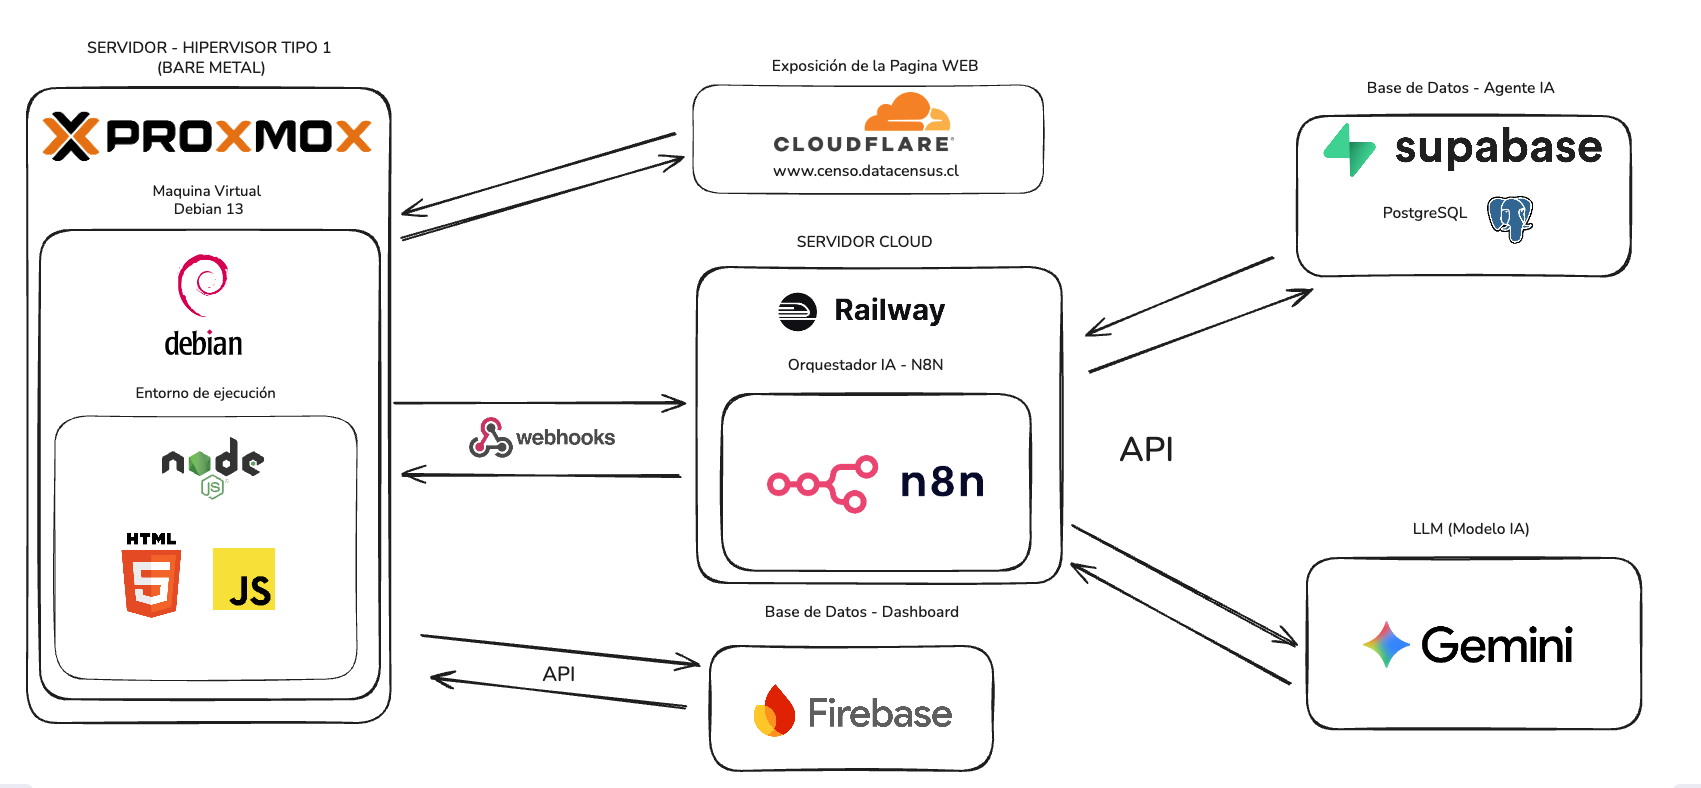 SERVIDOR - HIPERVISOR TIPO 1
(BARE METAL)
PROXMOX
Maquina Virtual
Debian 13
debian
Entorno de ejecución
node
JS
HTML
5
JS
Exposición de la Pagina WEB
CLOUDFLARE
www.censo.datacensus.cl
SERVIDOR CLOUD
Railway
Orquestador IA - N8N
n8n
webhooks
Base de Datos - Dashboard
API
Firebase
Base de Datos - Agente IA
supabase
PostgreSQL
API
LLM (Modelo IA)
Gemini